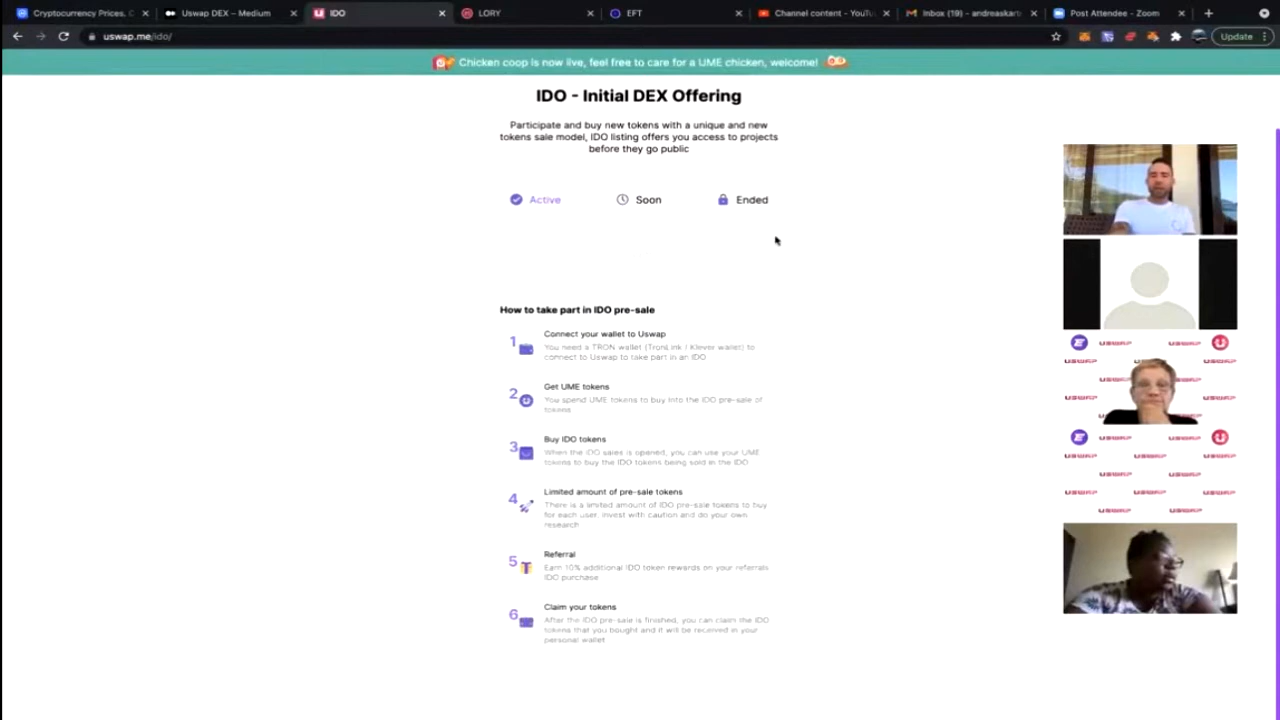 Cryptocurrency Prices, C
Uswap DEX – Medium
IDO
LORY
EFT
Channel content - YouTu
Inbox (19) - andreaskart
Post Attendee - Zoom
uswap.me/ido/
Update
Chicken coop is now live, feel free to care for a UME chicken, welcome!
IDO - Initial DEX Offering
Participate and buy new tokens with a unique and new
tokens sale model, IDO listing offers you access to projects
before they go public
Active
Soon
Ended
How to take part in IDO pre-sale
1
Connect your wallet to Uswap
You need a TRON wallet (TronLink / Klever wallet) to
connect to Uswap to take part in an IDO
2
Get UME tokens
You spend UME tokens to buy into the IDO pre-sale of
tokens
3
Buy IDO tokens
When the IDO sales is opened, you can use your UME
tokens to buy the IDO tokens being sold in the IDO
4
Limited amount of pre-sale tokens
There is a limited amount of IDO pre-sale tokens to buy
for each user. Invest with caution and do your own
research
5
Referral
Earn 10% additional IDO token rewards on your referrals
IDO purchase
6
Claim your tokens
After the IDO pre-sale is finished, you can claim the IDO
tokens that you bought and it will be received in your
personal wallet
USWAP USWAP
USWAP USWAP